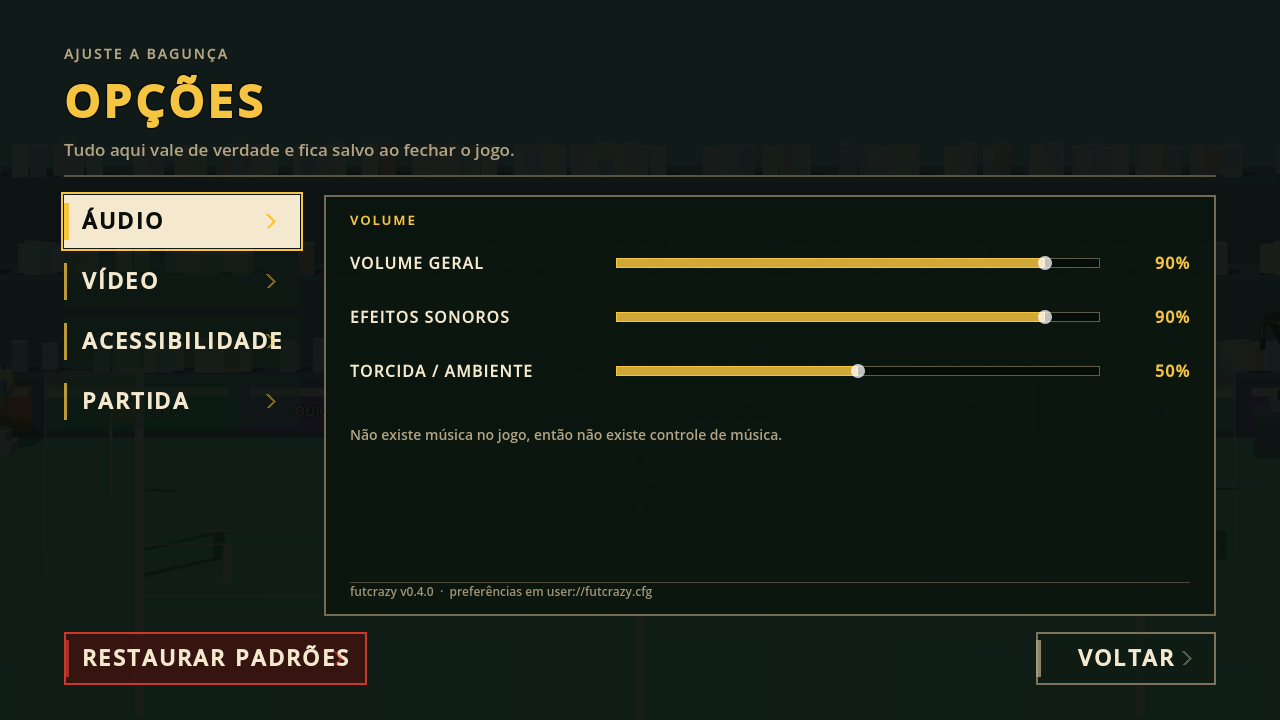 AJUSTE A BAGUNÇA
OPÇÕES
Tudo aqui vale de verdade e fica salvo ao fechar o jogo.
ÁUDIO
VÍDEO
ACESSIBILIDADE
PARTIDA
VOLUME
VOLUME GERAL 90%
EFEITOS SONOROS 90%
TORCIDA / AMBIENTE 50%
Não existe música no jogo, então não existe controle de música.
futcrazy v0.4.0 · preferências em user://futcrazy.cfg
RESTAURAR PADRÕES
VOLTAR